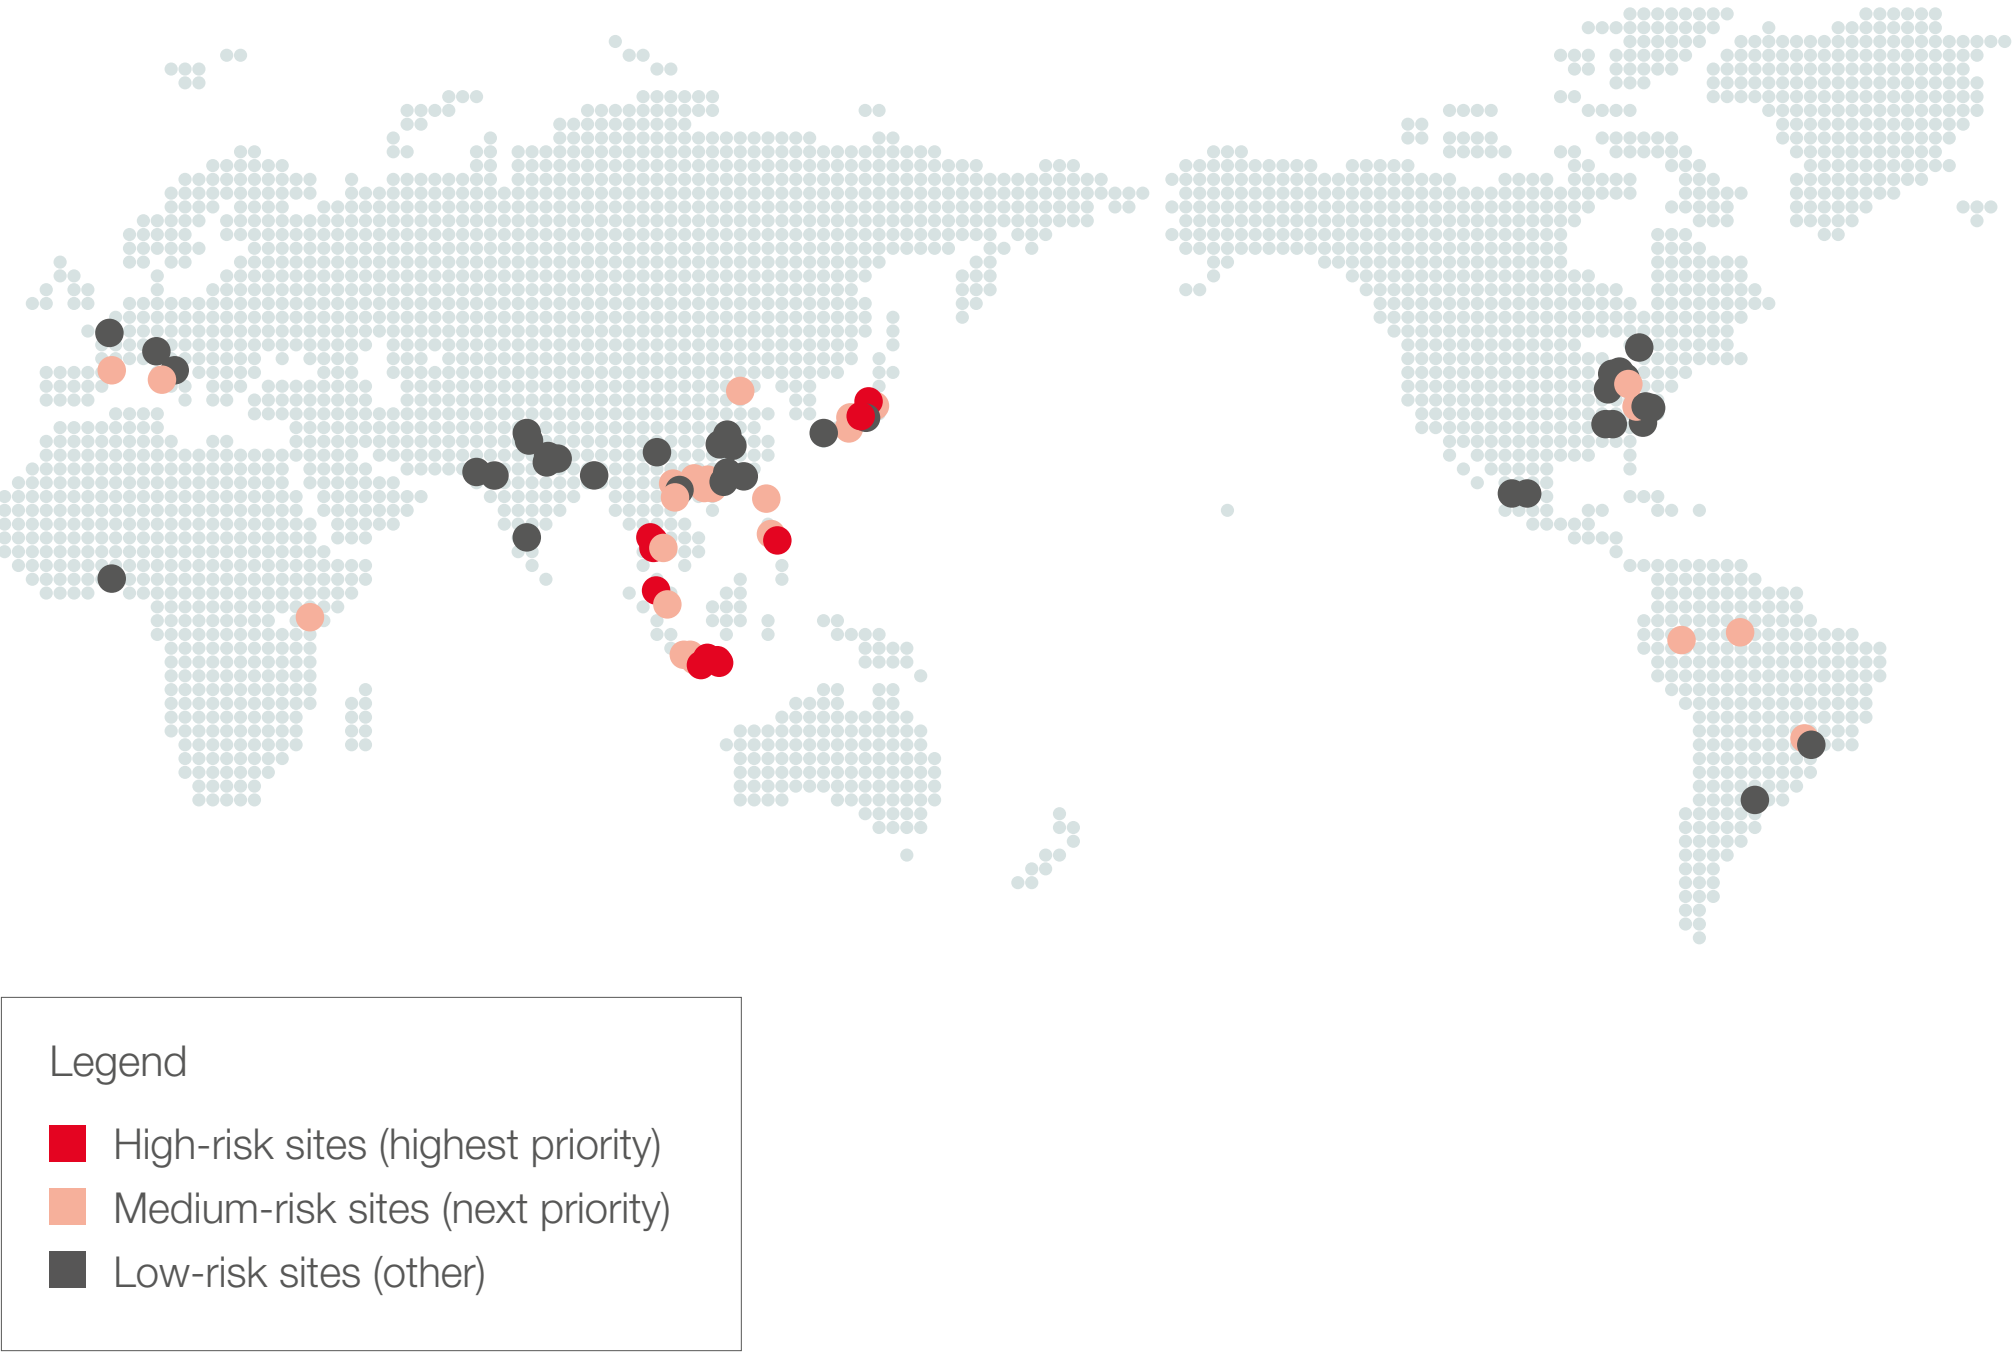 Legend
High-risk sites (highest priority)
Medium-risk sites (next priority)
Low-risk sites (other)